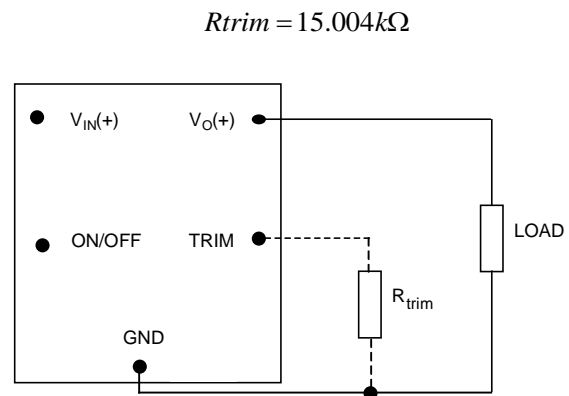 Rtrim = 15.004kΩ
V_IN(+) V_O(+)
ON/OFF TRIM LOAD
R_trim
GND